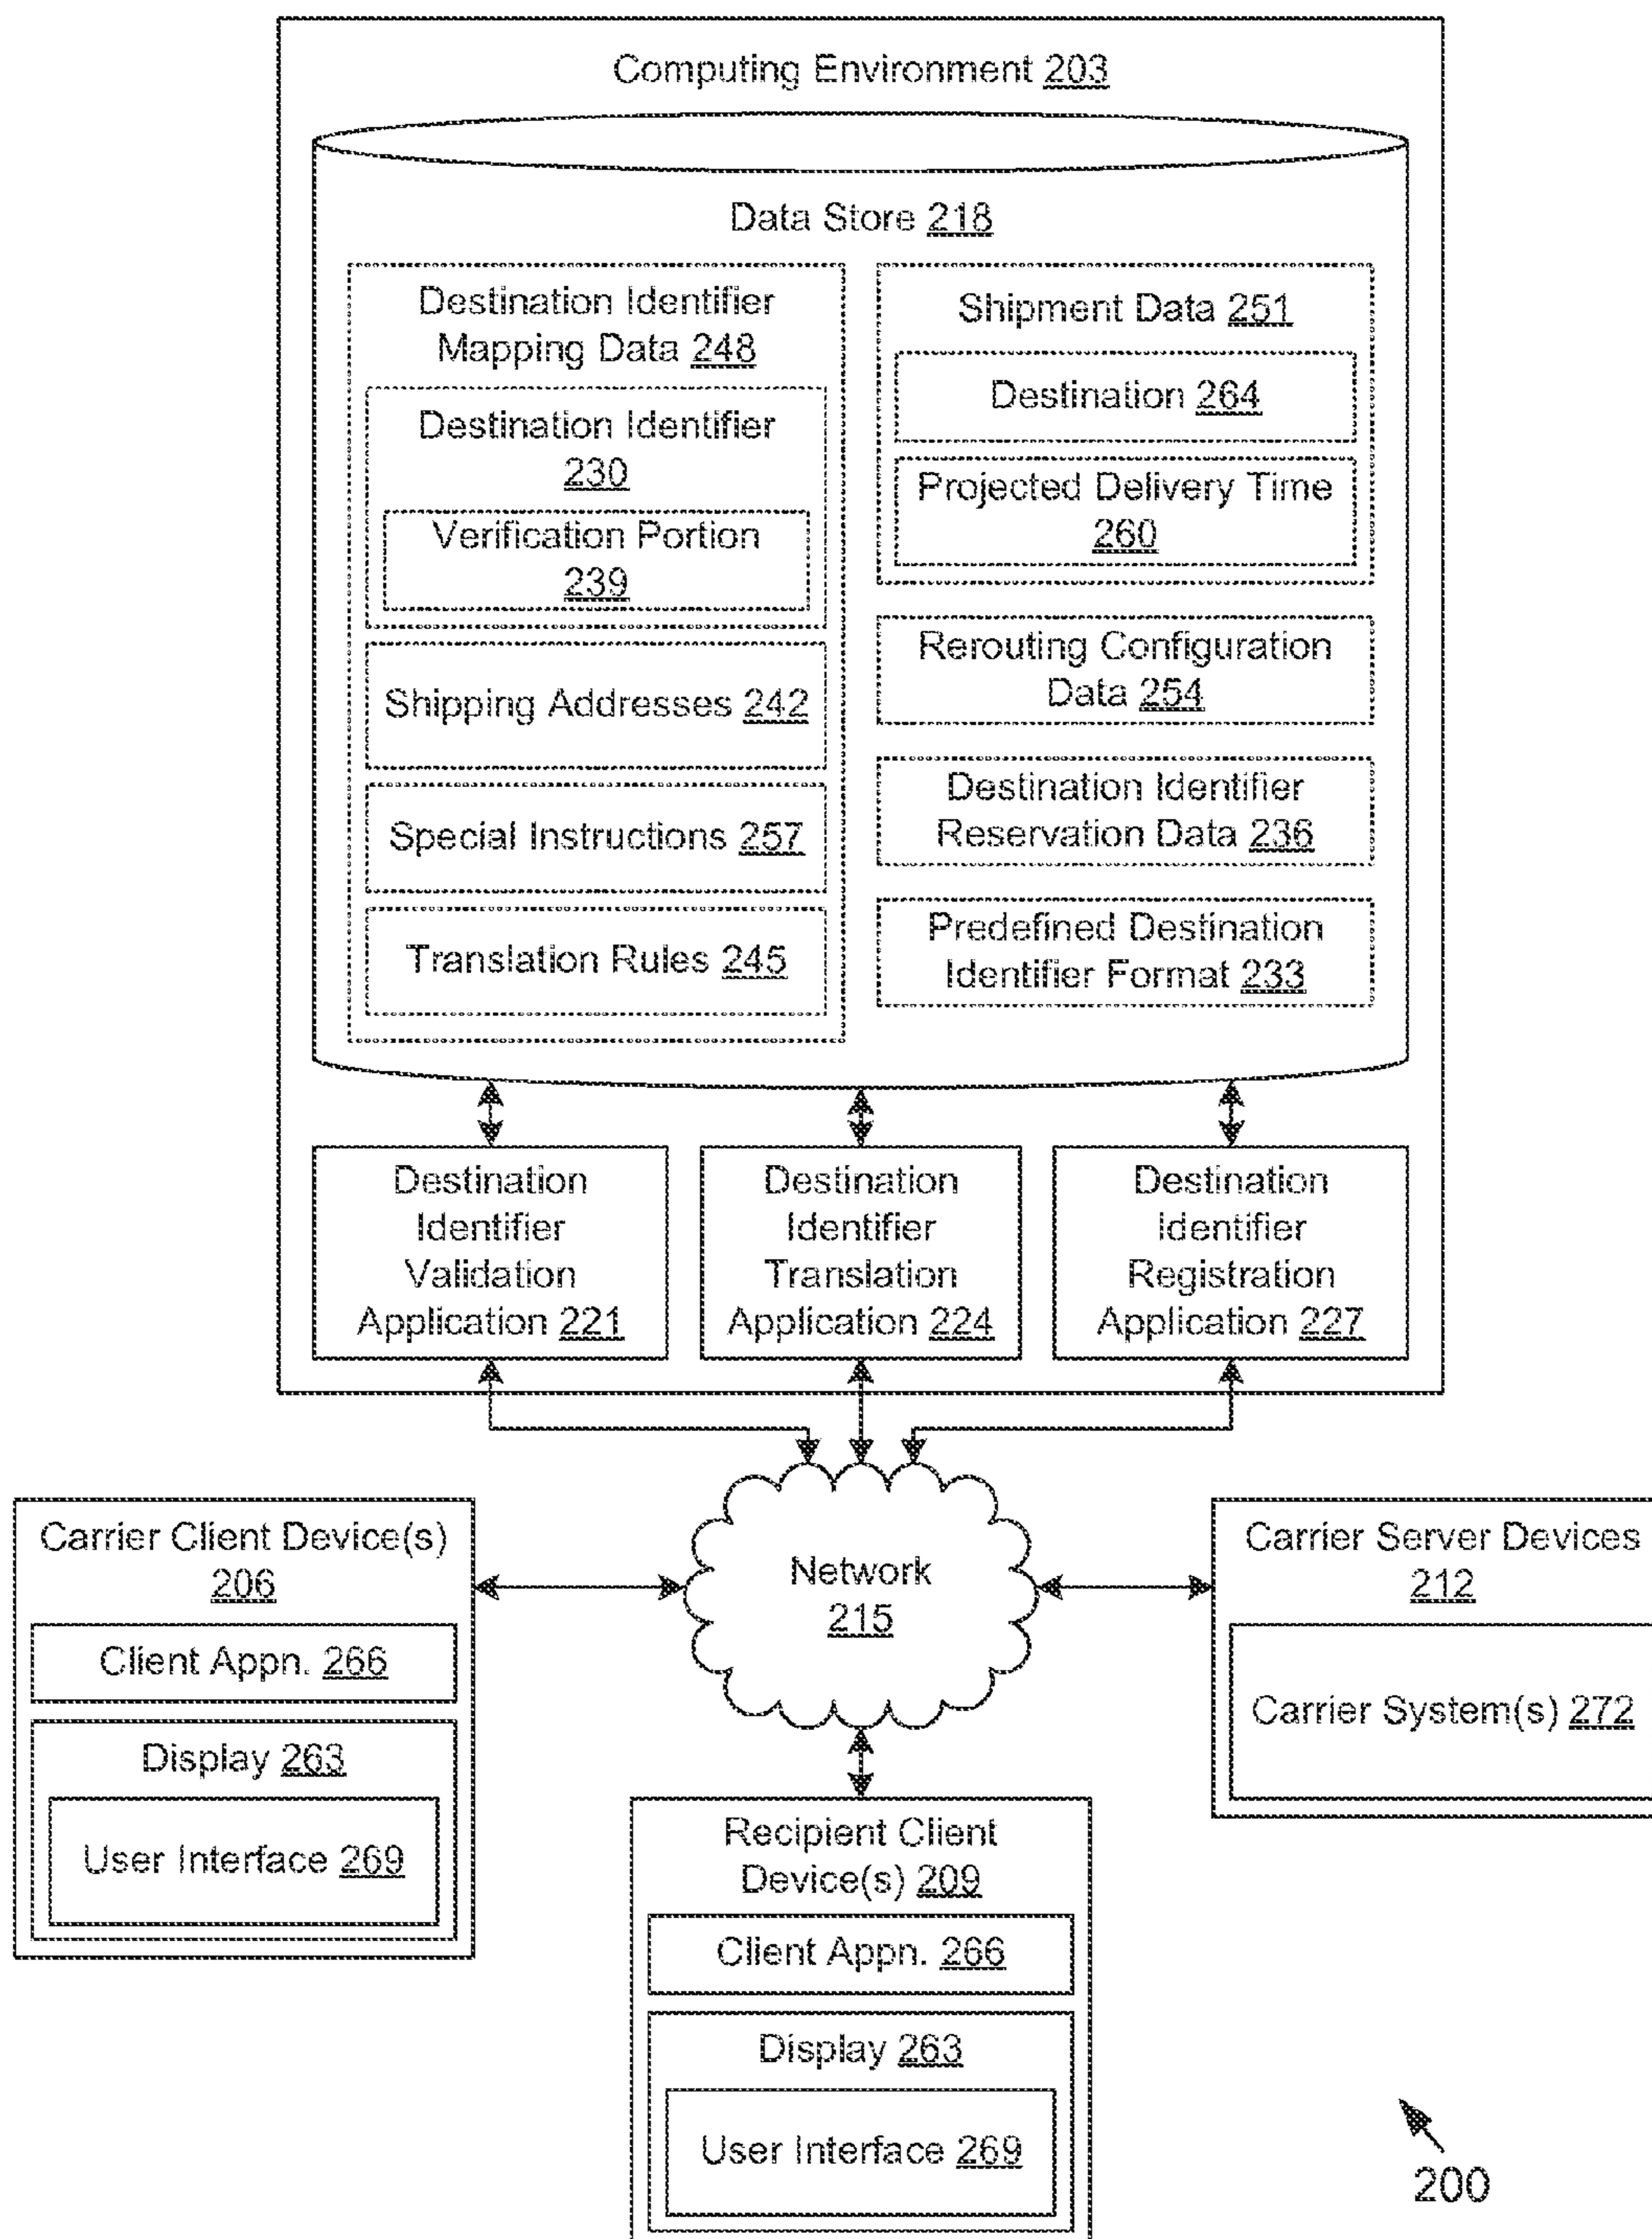 Computing Environment 203
Data Store 218
Destination Identifier
Mapping Data 248
Destination Identifier
230
Verification Portion
239
Shipping Addresses 242
Special Instructions 257
Translation Rules 245
Shipment Data 251
Destination 264
Projected Delivery Time
260
Rerouting Configuration
Data 254
Destination Identifier
Reservation Data 236
Predefined Destination
Identifier Format 233
Destination
Identifier
Validation
Application 221
Destination
Identifier
Translation
Application 224
Destination
Identifier
Registration
Application 227
Carrier Client Device(s)
206
Client Appn. 266
Display 263
User Interface 269
Network
215
Carrier Server Devices
212
Carrier System(s) 272
Recipient Client
Device(s) 209
Client Appn. 266
Display 263
User Interface 269
200